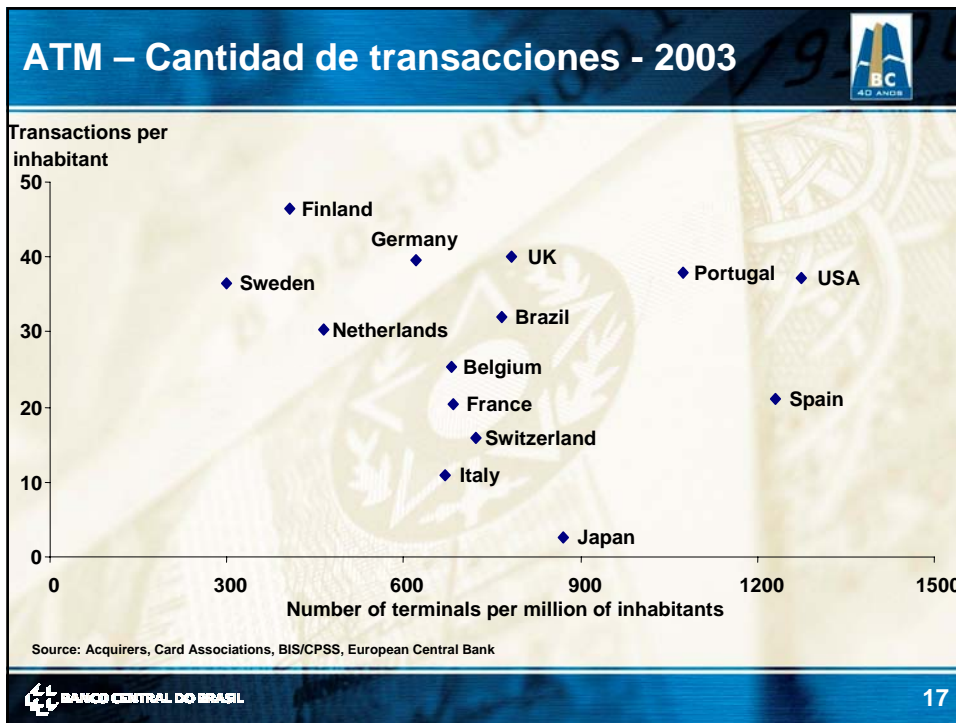 ATM – Cantidad de transacciones - 2003
BC
40 ANOS
Transactions per
inhabitant
50
Finland
Germany
40
UK
Portugal
USA
Sweden
Brazil
30
Netherlands
Belgium
Spain
20
France
Switzerland
10
Italy
Japan
0
0 300 600 900 1200 1500
Number of terminals per million of inhabitants
Source: Acquirers, Card Associations, BIS/CPSS, European Central Bank
BANCO CENTRAL DO BRASIL
17